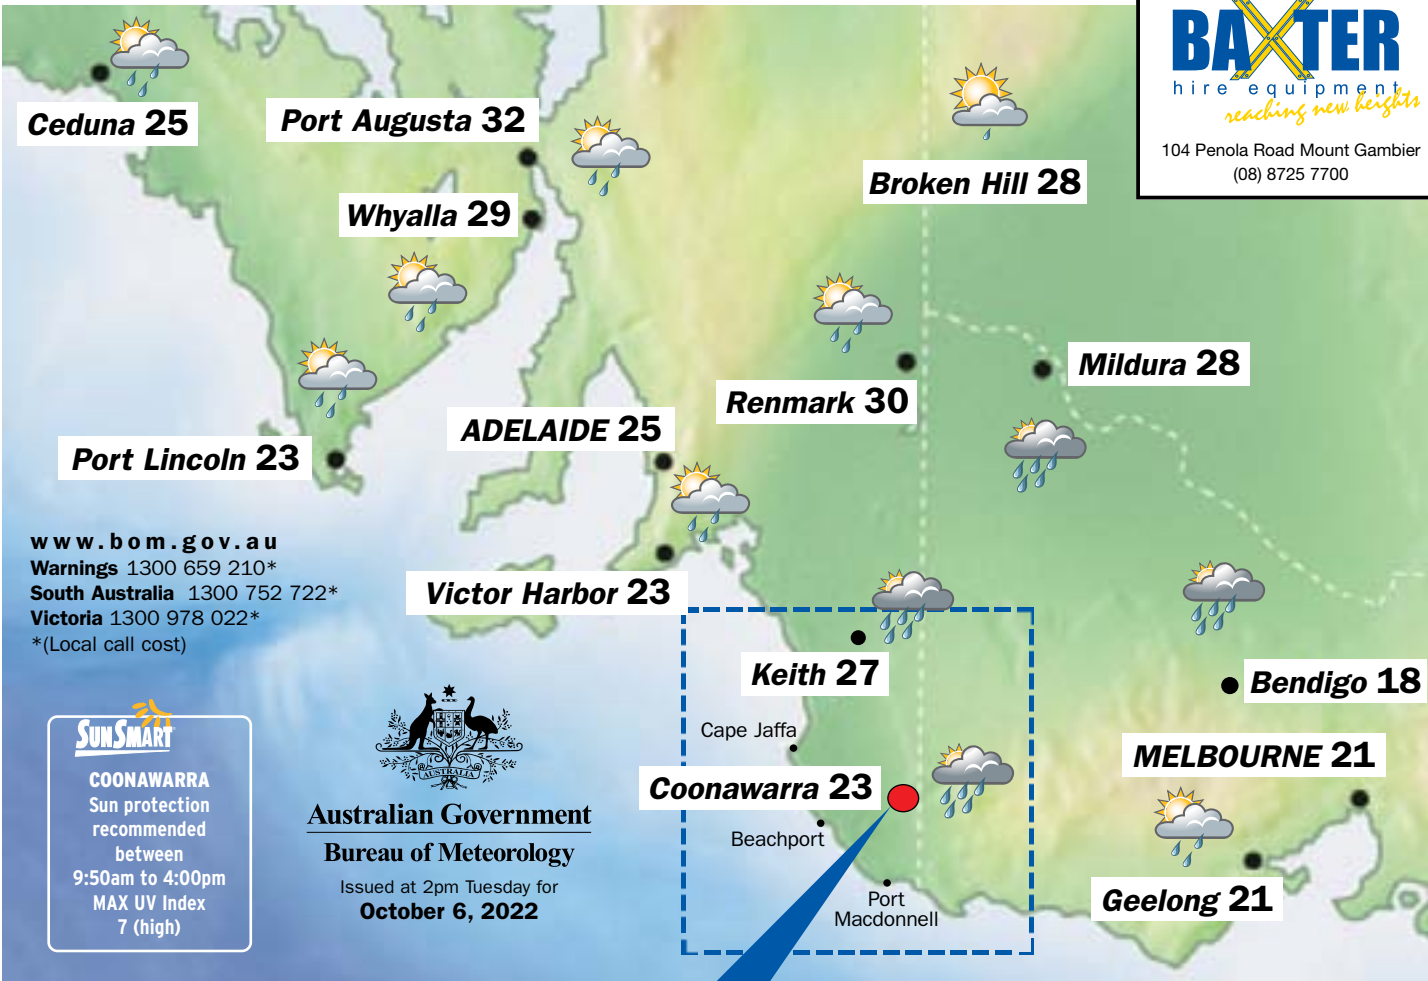 BAXTER
hire equipment
reaching new heights
104 Penola Road Mount Gambier
(08) 8725 7700
Ceduna 25
Port Augusta 32
Whyalla 29
Broken Hill 28
Mildura 28
Renmark 30
ADELAIDE 25
Port Lincoln 23
Victor Harbor 23
www.bom.gov.au
Warnings 1300 659 210*
South Australia 1300 752 722*
Victoria 1300 978 022*
*(Local call cost)
Keith 27
Bendigo 18
Cape Jaffa
MELBOURNE 21
Coonawarra 23
Beachport
Geelong 21
Port
Macdonnell
SUNSMART
COONAWARRA
Sun protection
recommended
between
9:50am to 4:00pm
MAX UV Index
7 (high)
AUSTRALIA
Australian Government
Bureau of Meteorology
Issued at 2pm Tuesday for
October 6, 2022